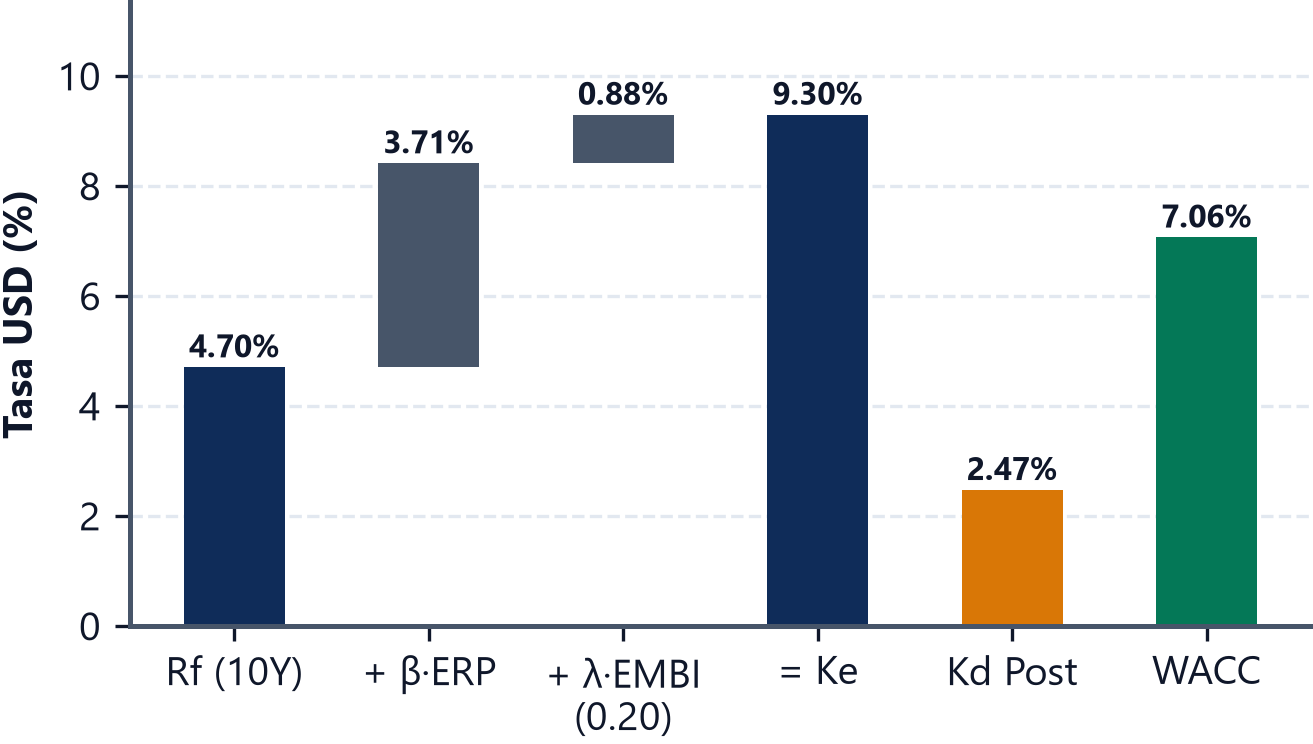 Tasa USD (%)
10
8
6
4
2
0
4.70%
3.71%
0.88%
9.30%
2.47%
7.06%
Rf (10Y)
+ β·ERP
+ λ·EMBI
(0.20)
= Ke
Kd Post
WACC